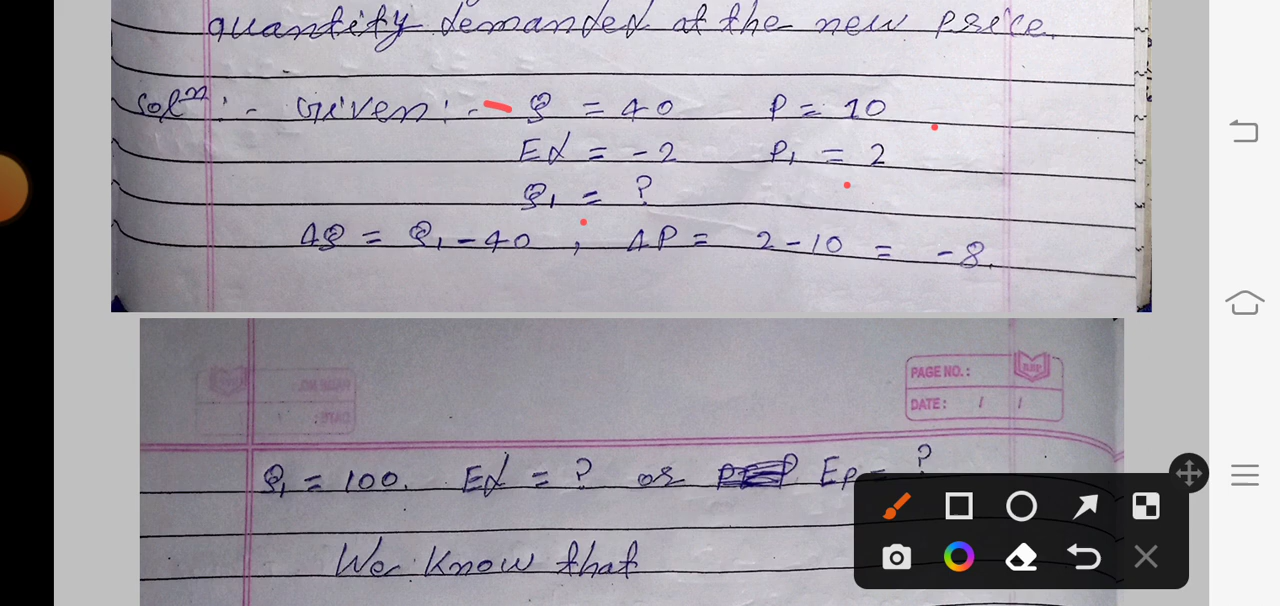 quantity demanded at the new price.
Solⁿ :- Given :- Q = 40 P = 10
Ed = -2 P₁ = 2
Q₁ = ?
ΔQ = Q₁ - 40 , ΔP = 2 - 10 = -8.
PAGE NO.:
DATE: / /
Q₁ = 100. Ed = ? or Ep = ?
We know that